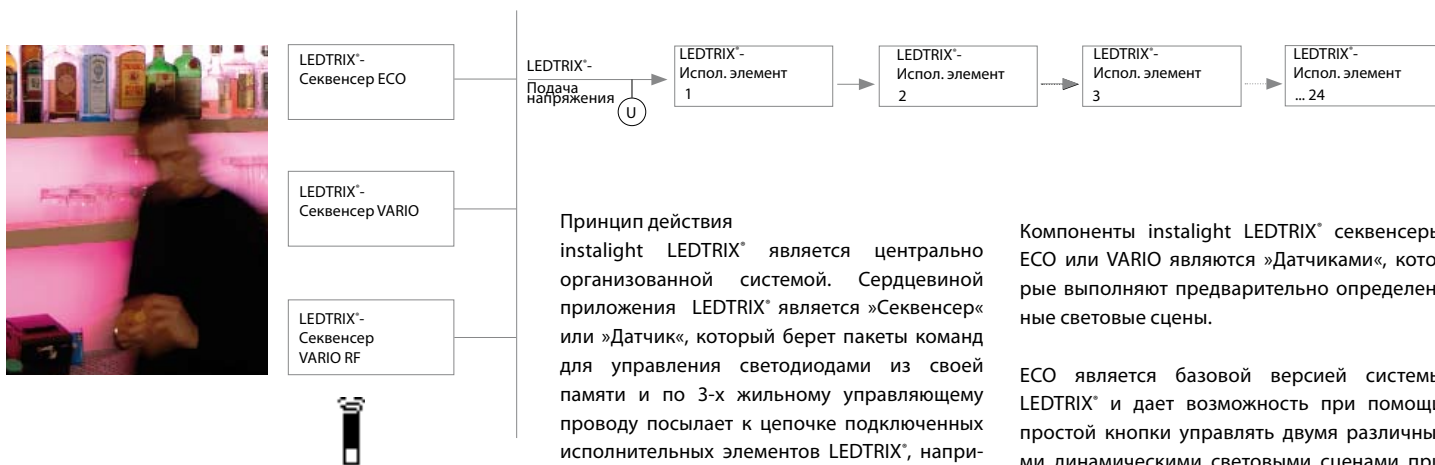 LEDTRIX®-
Секвенсер ECO
LEDTRIX®-
Секвенсер VARIO
LEDTRIX®-
Секвенсер
VARIO RF
LEDTRIX®-
Подача
напряжения
U
LEDTRIX®-
Испол. элемент
1
LEDTRIX®-
Испол. элемент
2
LEDTRIX®-
Испол. элемент
3
LEDTRIX®-
Испол. элемент
... 24
Принцип действия
instalight LEDTRIX® является центрально
организованной системой. Сердцевиной
приложения LEDTRIX® является »Секвенсер«
или »Датчик«, который берет пакеты команд
для управления светодиодами из своей
памяти и по 3-х жильному управляющему
проводу посылает к цепочке подключенных
исполнительных элементов LEDTRIX®, напри-
Компоненты instalight LEDTRIX® секвенсеры
ECO или VARIO являются »Датчиками«, кото
рые выполняют предварительно определен
ные световые сцены.
ECO является базовой версией системы
LEDTRIX® и дает возможность при помощи
простой кнопки управлять двумя различны
ми динамическими световыми сценами при